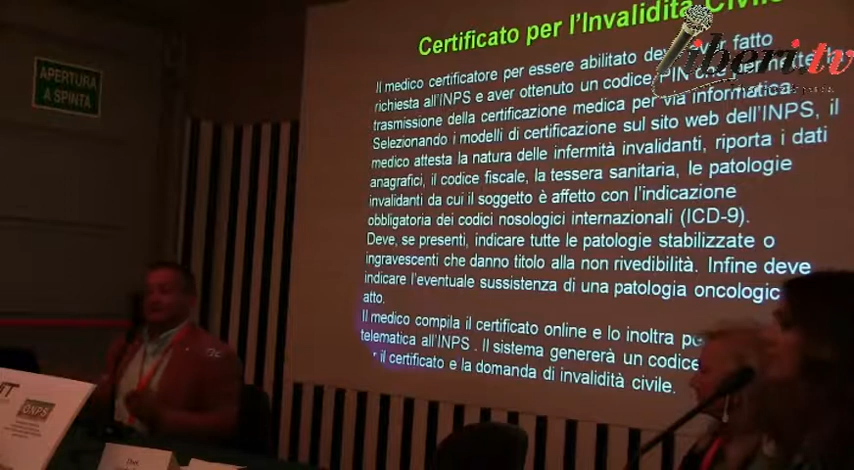 Certificato per l'Invalidità Civile
Il medico certificatore per essere abilitato deve aver fatto
richiesta all'INPS e aver ottenuto un codice PIN che permette la
trasmissione della certificazione medica per via informatica.
Selezionando i modelli di certificazione sul sito web dell'INPS, il
medico attesta la natura delle infermità invalidanti, riporta i dati
anagrafici, il codice fiscale, la tessera sanitaria, le patologie
invalidanti da cui il soggetto è affetto con l'indicazione
obbligatoria dei codici nosologici internazionali (ICD-9).
Deve, se presenti, indicare tutte le patologie stabilizzate o
ingravescenti che danno titolo alla non rivedibilità. Infine deve
indicare l'eventuale sussistenza di una patologia oncologic
atto.
Il medico compila il certificato online e lo inoltra
telematica all'INPS . Il sistema genererà un codice
il certificato e la domanda di invalidità civile.
liberi.tv
APERTURA
A SPINTA
ONPS
Dott